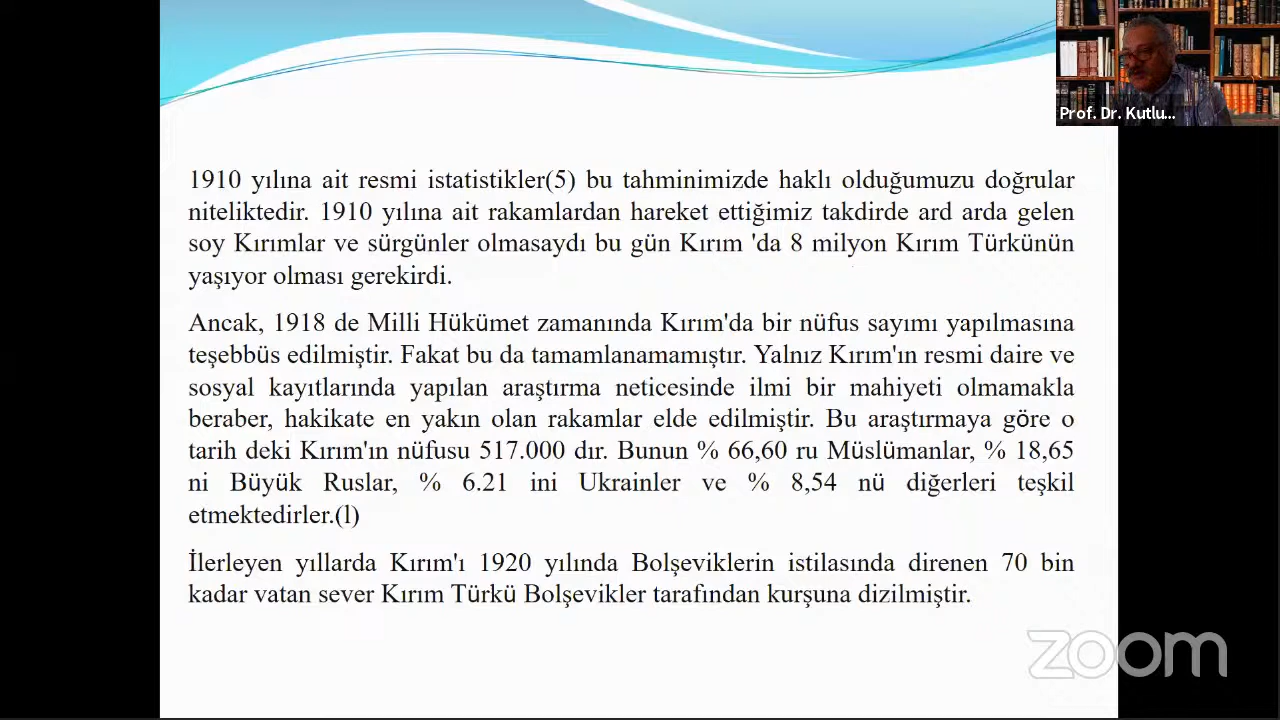 Prof. Dr. Kutlu...
1910 yılına ait resmi istatistikler(5) bu tahminimizde haklı olduğumuzu doğrular
niteliktedir. 1910 yılına ait rakamlardan hareket ettiğimiz takdirde ard arda gelen
soy Kırımlar ve sürgünler olmasaydı bu gün Kırım 'da 8 milyon Kırım Türkünün
yaşıyor olması gerekirdi.
Ancak, 1918 de Milli Hükümet zamanında Kırım'da bir nüfus sayımı yapılmasına
teşebbüs edilmiştir. Fakat bu da tamamlanamamıştır. Yalnız Kırım'ın resmi daire ve
sosyal kayıtlarında yapılan araştırma neticesinde ilmi bir mahiyeti olmamakla
beraber, hakikate en yakın olan rakamlar elde edilmiştir. Bu araştırmaya göre o
tarih deki Kırım'ın nüfusu 517.000 dır. Bunun % 66,60 ru Müslümanlar, % 18,65
ni Büyük Ruslar, % 6.21 ini Ukrainler ve % 8,54 nü diğerleri teşkil
etmektedirler.(l)
İlerleyen yıllarda Kırım'ı 1920 yılında Bolşeviklerin istilasında direnen 70 bin
kadar vatan sever Kırım Türkü Bolşevikler tarafından kurşuna dizilmiştir.
zoom